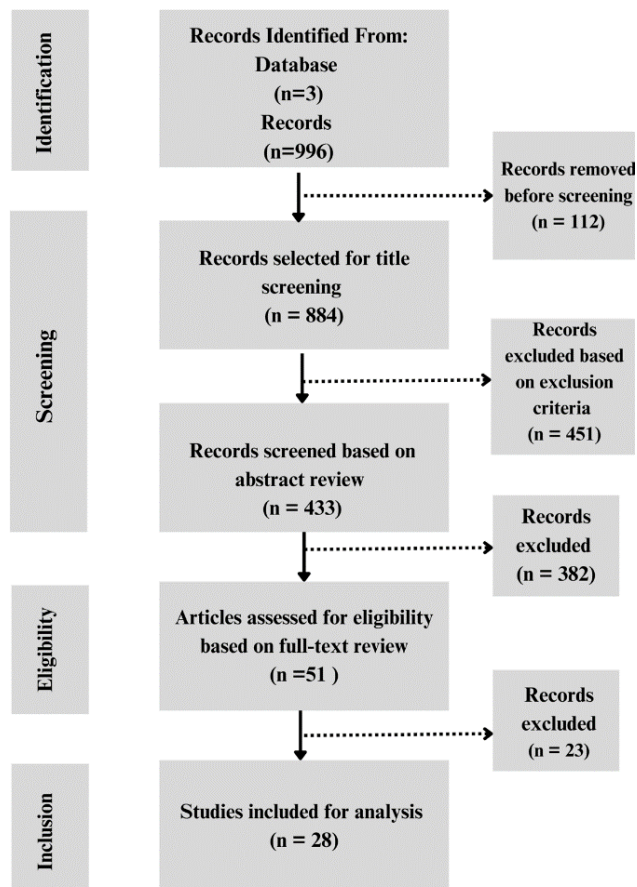 Identification
Records Identified From:
Database
(n=3)
Records
(n=996)
Records removed
before screening
(n = 112)
Screening
Records selected for title
screening
(n = 884)
Records
excluded based
on exclusion
criteria
(n = 451)
Records screened based on
abstract review
(n = 433)
Records
excluded
(n = 382)
Eligibility
Articles assessed for eligibility
based on full-text review
(n =51 )
Records
excluded
(n = 23)
Inclusion
Studies included for analysis
(n = 28)